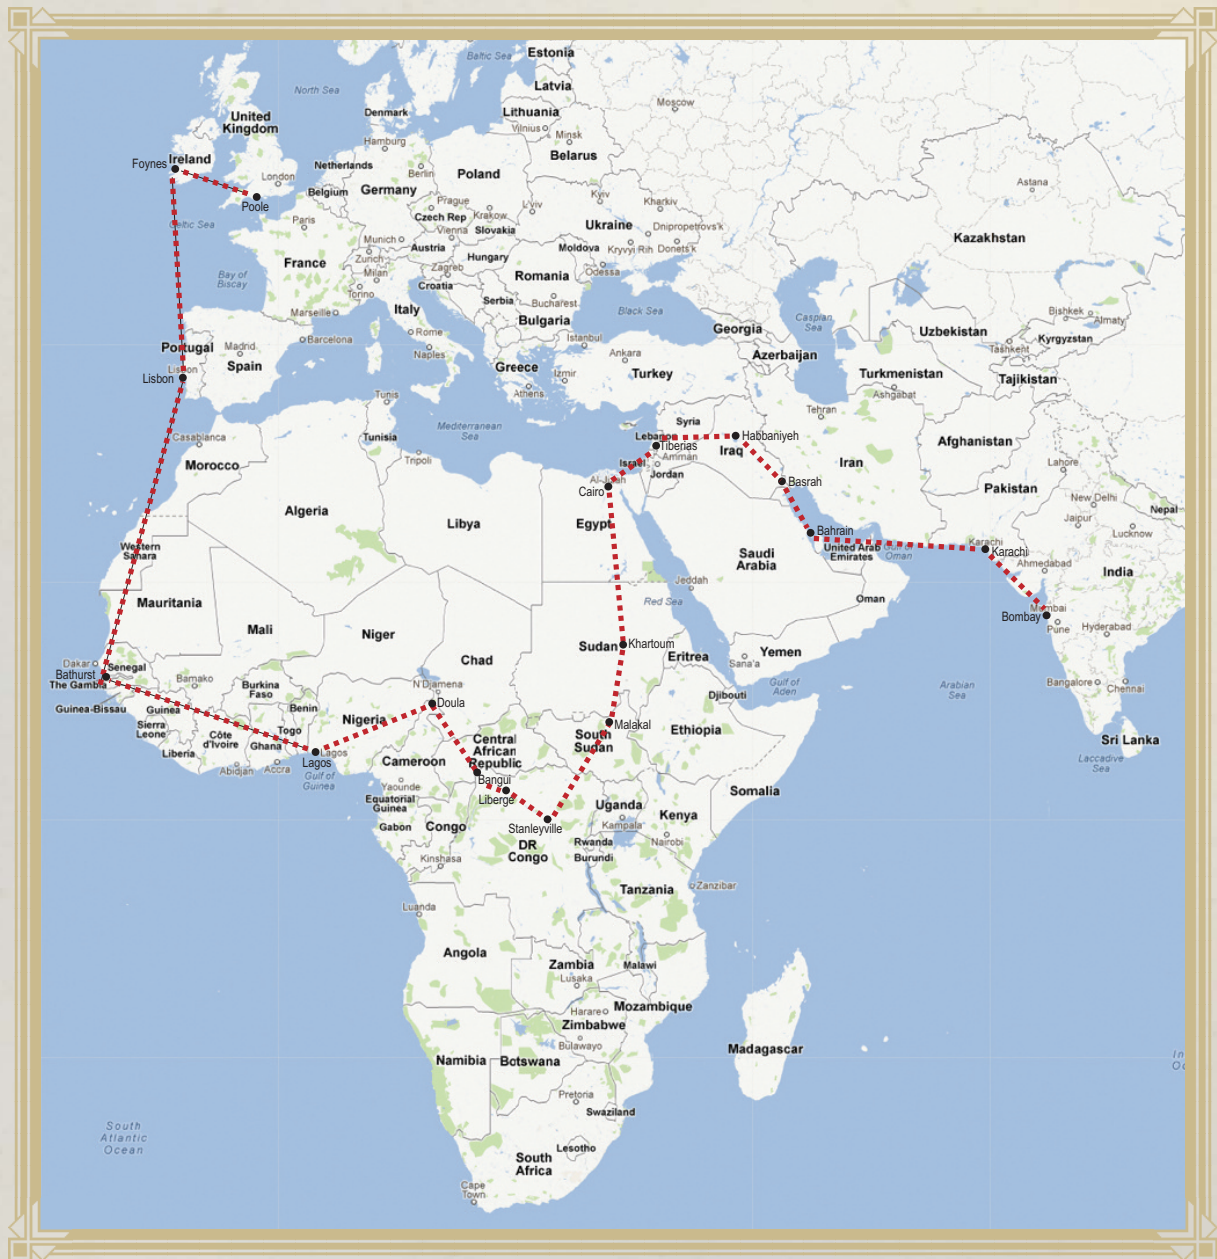 Baltic Sea
Estonia
North Sea
Latvia
Moscow
Denmark
Lithuania
United
Kingdom
Vilnius
Minsk
Hamburg
Belarus
Foynes
Ireland
Netherlands
Berlin
Poland
London
Belgium
Germany
Astana
Poole
Prague
L'viv
Kyiv
Kharkiv
Czech Rep
Krakow
Paris
Celtic Sea
Vienna
Slovakia
Ukraine
Dnipropetrovs'k
Munich
Austria
Moldova
Kryvyi Rih
Donets'k
Kazakhstan
Zurich
Hungary
France
Milan
Zagreb
Romania
Odessa
Bay of
Biscay
Croatia
Torino
Serbia
Bucharest
Marseille
Italy
Black Sea
Caspian
Sea
Bishkek
Almaty
Bulgaria
Rome
Georgia
Uzbekistan
Istanbul
Kyrgyzstan
Portugal
Madrid
Barcelona
Naples
Ankara
Azerbaijan
Tashkent
Spain
Greece
Lisbon
Lisbon
Izmir
Turkey
Turkmenistan
Tajikistan
Athens
Ashgabat
Tunis
Tehran
Syria
Mediterranean
Sea
Casablanca
Tunisia
Lebanon
Habbaniyeh
Afghanistan
Tiberias
Iraq
Tripoli
Amman
Iran
Lahore
Morocco
Israel
Jordan
Basrah
Pakistan
Cairo
New Delhi
Algeria
Nepal
Jaipur
Libya
Egypt
Bahrain
Lucknow
Western
Sahara
Saudi
Arabia
United Arab
Emirates
Gulf of
Oman
Karachi
Karachi
Ahmedabad
India
Jeddah
Mauritania
Red Sea
Oman
Mumbai
Bombay
Pune
Mali
Hyderabad
Niger
Sudan
Khartoum
Yemen
Eritrea
Chad
Sana'a
Dakar
Senegal
Bathurst
Bamako
The Gambia
Burkina
Faso
N'Djamena
Gulf of
Aden
Arabian
Sea
Bangalore
Chennai
Djibouti
Guinea-Bissau
Guinea
Benin
Doula
Nigeria
Malakal
Sierra
Leone
Côte
d'Ivoire
Togo
Ghana
South
Sudan
Ethiopia
Central
African
Republic
Sri Lanka
Liberia
Lagos
Lagos
Cameroon
Laccadive
Sea
Abidjan
Accra
Gulf of
Guinea
Bangui
Yaounde
Liberge
Somalia
Equatorial
Guinea
Uganda
Kenya
Gabon
Congo
Stanleyville
Kampala
Rwanda
Nairobi
DR
Congo
Burundi
Kinshasa
Tanzania
Zanzibar
Luanda
Angola
Zambia
Malawi
Lusaka
Mozambique
Harare
Zimbabwe
Bulawayo
Madagascar
Namibia
Botswana
Pretoria
Swaziland
South
Atlantic
Ocean
Lesotho
South
Africa
Cape
Town